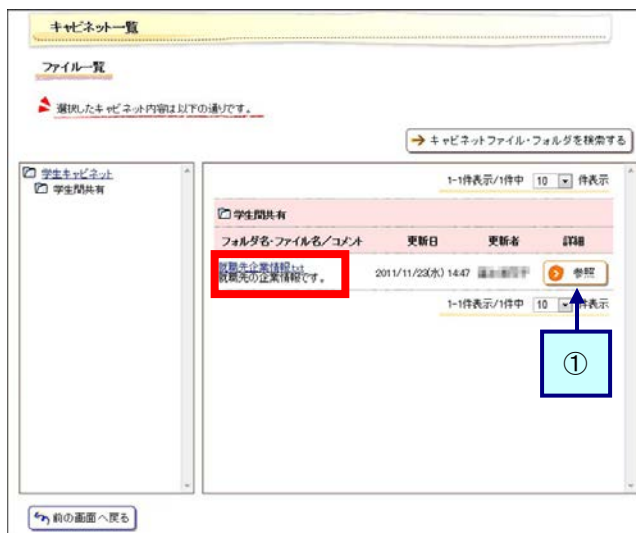 キャビネット一覧
ファイル一覧
選択したキャビネット内容は以下の通りです。
キャビネットファイル・フォルダを検索する
学生キャビネット
学生間共有
1-1件表示/1件中 10 件表示
学生間共有
フォルダ名・ファイル名/コメント 更新日 更新者 詳細
就職先企業情報.txt
就職先の企業情報です。
2011/11/23(水) 14:47 参照
1-1件表示/1件中 10 件表示
①
前の画面へ戻る